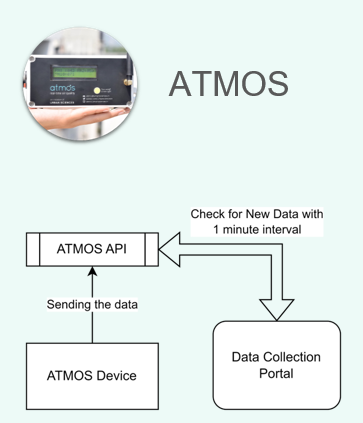 atmos
ATMOS
Check for New Data with
1 minute interval
ATMOS API
Sending the data
Data Collection
Portal
ATMOS Device